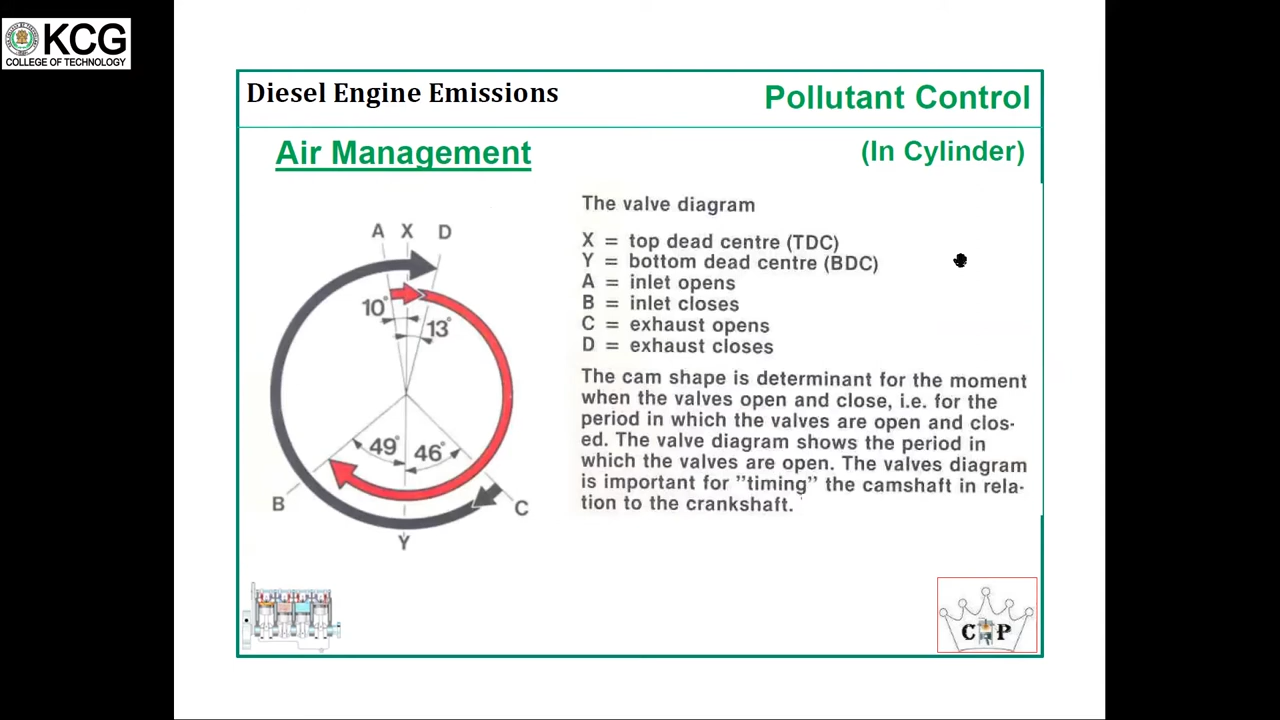 KCG
COLLEGE OF TECHNOLOGY
Diesel Engine Emissions
Pollutant Control
Air Management
(In Cylinder)
The valve diagram
X = top dead centre (TDC)
Y = bottom dead centre (BDC)
A = inlet opens
B = inlet closes
C = exhaust opens
D = exhaust closes
The cam shape is determinant for the moment
when the valves open and close, i.e. for the
period in which the valves are open and clos-
ed. The valve diagram shows the period in
which the valves are open. The valves diagram
is important for "timing" the camshaft in rela-
tion to the crankshaft.
A X D
10°
13°
49° 46°
B
C
Y
C P